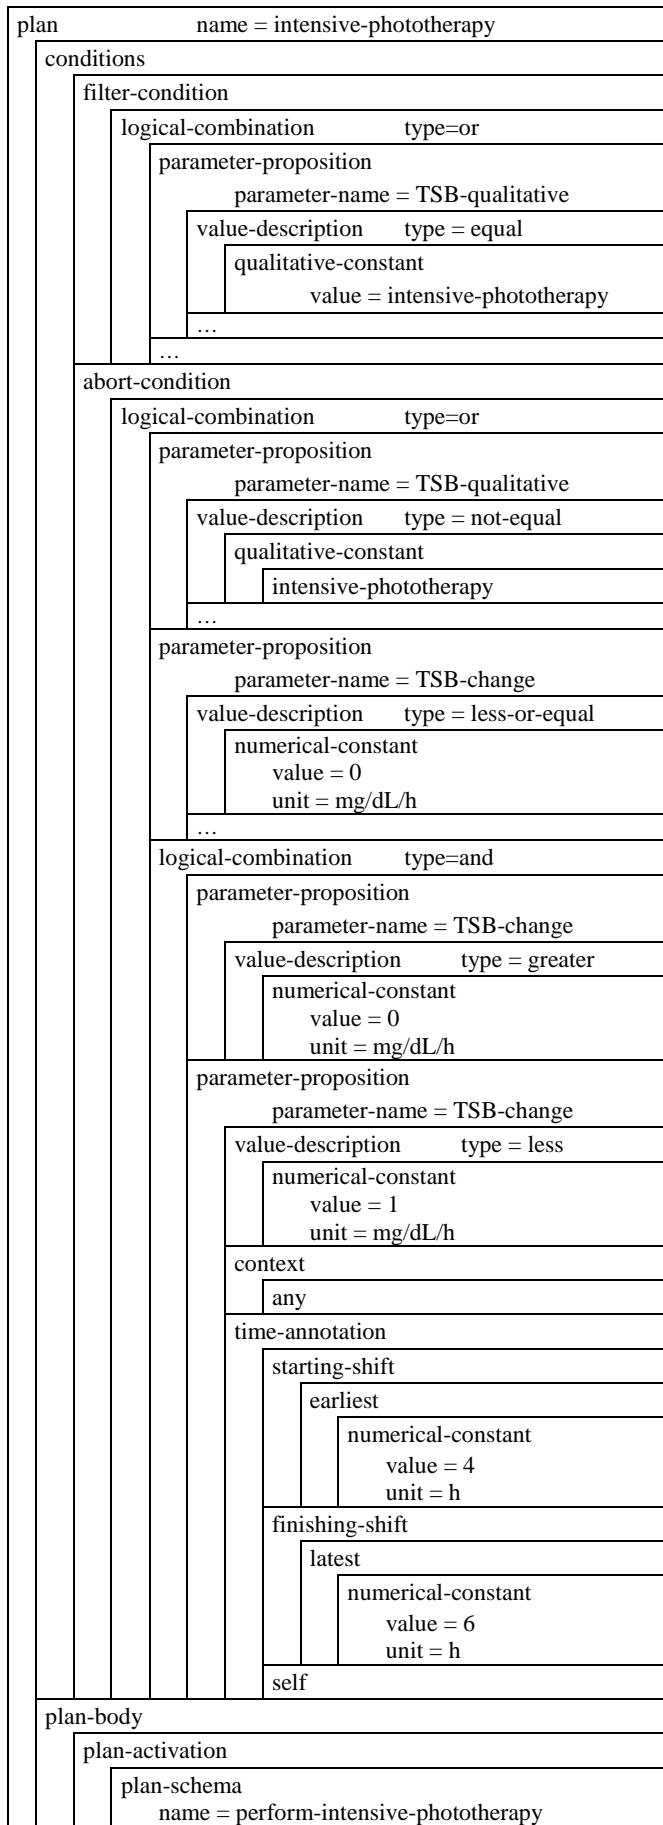 plan name = intensive-phototherapy
conditions
filter-condition
logical-combination type=or
parameter-proposition
parameter-name = TSB-qualitative
value-description type = equal
qualitative-constant
value = intensive-phototherapy
…
…
abort-condition
logical-combination type=or
parameter-proposition
parameter-name = TSB-qualitative
value-description type = not-equal
qualitative-constant
intensive-phototherapy
…
parameter-proposition
parameter-name = TSB-change
value-description type = less-or-equal
numerical-constant
value = 0
unit = mg/dL/h
…
logical-combination type=and
parameter-proposition
parameter-name = TSB-change
value-description type = greater
numerical-constant
value = 0
unit = mg/dL/h
parameter-proposition
parameter-name = TSB-change
value-description type = less
numerical-constant
value = 1
unit = mg/dL/h
context
any
time-annotation
starting-shift
earliest
numerical-constant
value = 4
unit = h
finishing-shift
latest
numerical-constant
value = 6
unit = h
self
plan-body
plan-activation
plan-schema
name = perform-intensive-phototherapy